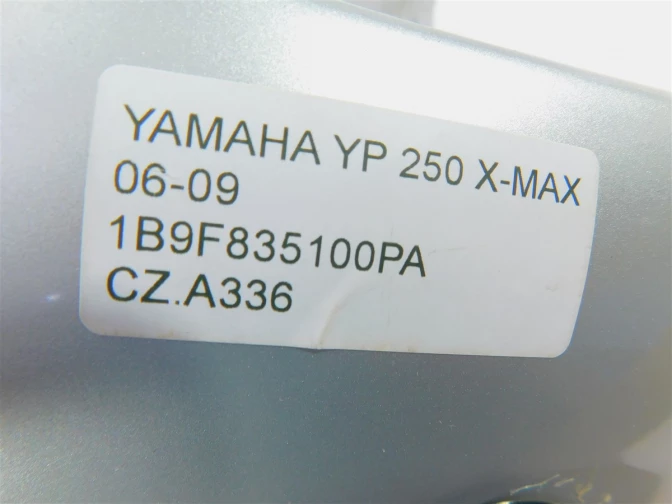 YAMAHA YP 250 X-MAX
06-09
1B9F835100PA
CZ.A336